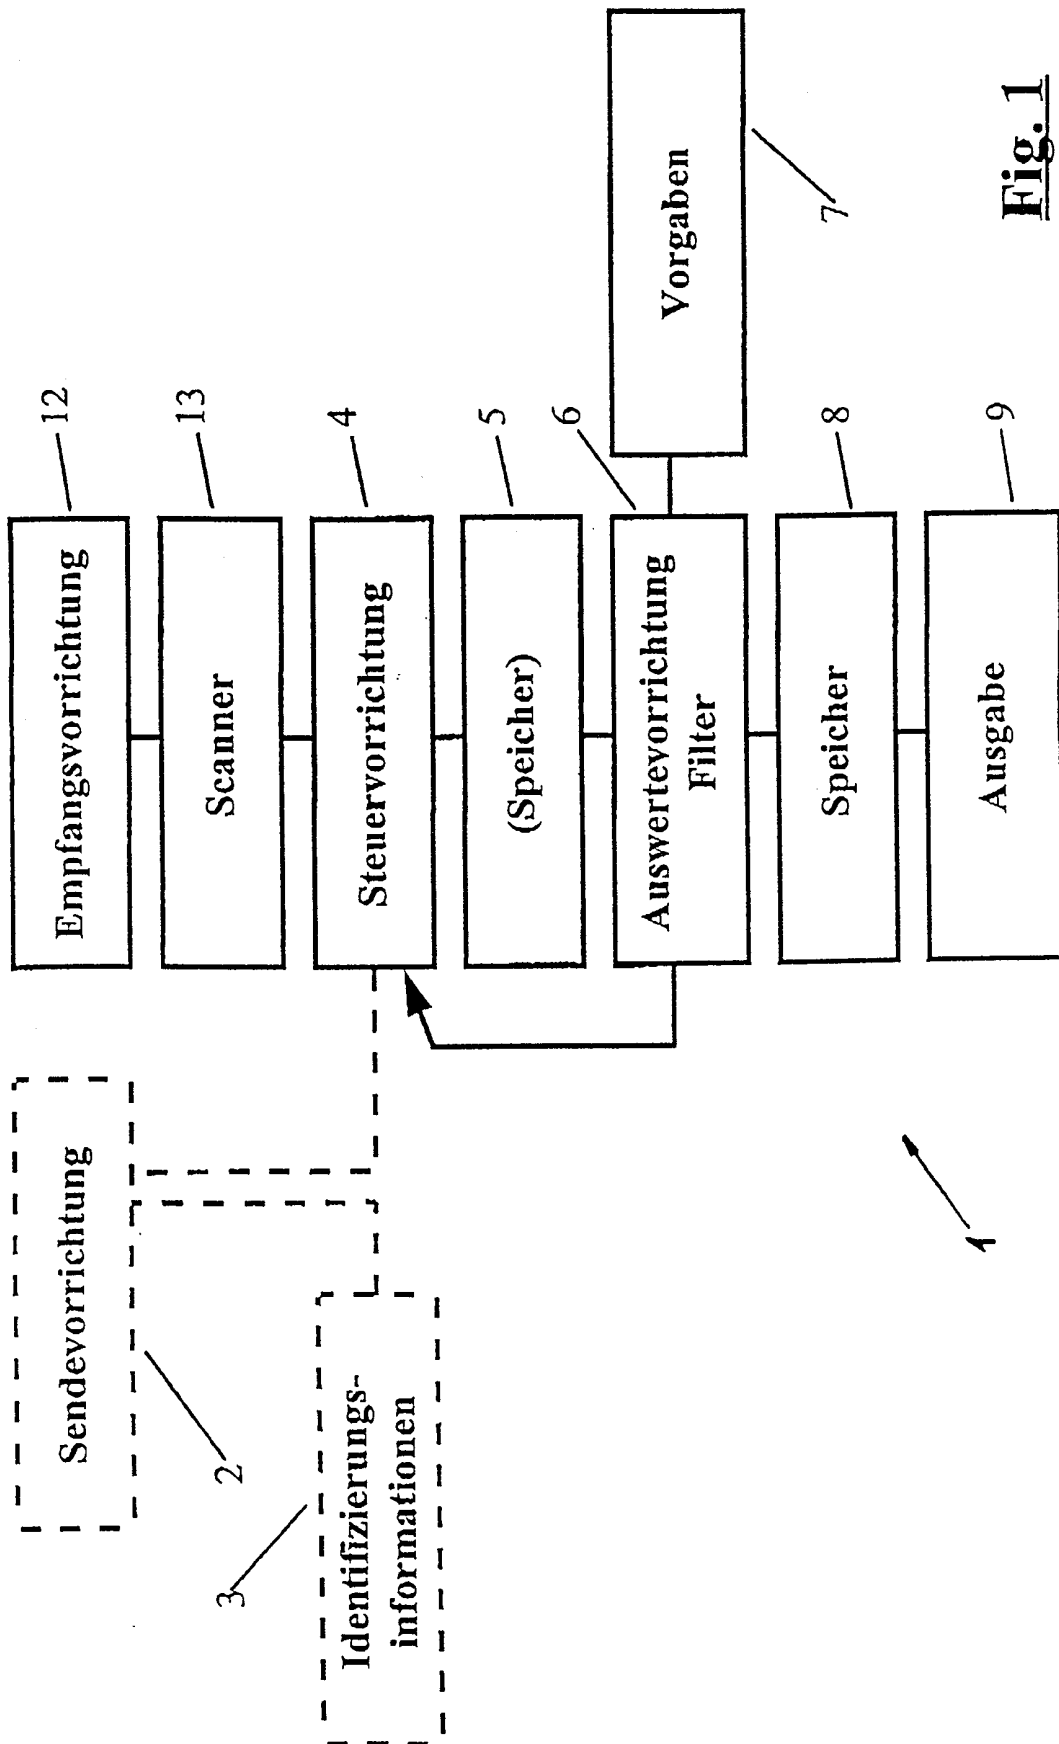 Sendevorrichtung
2
3
Identifizierungs-
informationen
Empfangsvorrichtung
12
Scanner
13
Steuervorrichtung
4
(Speicher)
5
Auswertevorrichtung
Filter
6
Vorgaben
7
Speicher
8
Ausgabe
9
1
Fig. 1